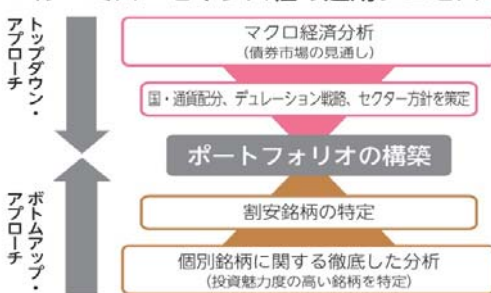 トップダウン・
アプローチ
マクロ経済分析
(債券市場の見通し)
国・通貨配分、デュレーション戦略、セクター方針を策定
ポートフォリオの構築
ボトムアップ・
アプローチ
割安銘柄の特定
個別銘柄に関する徹底した分析
(投資魅力度の高い銘柄を特定)